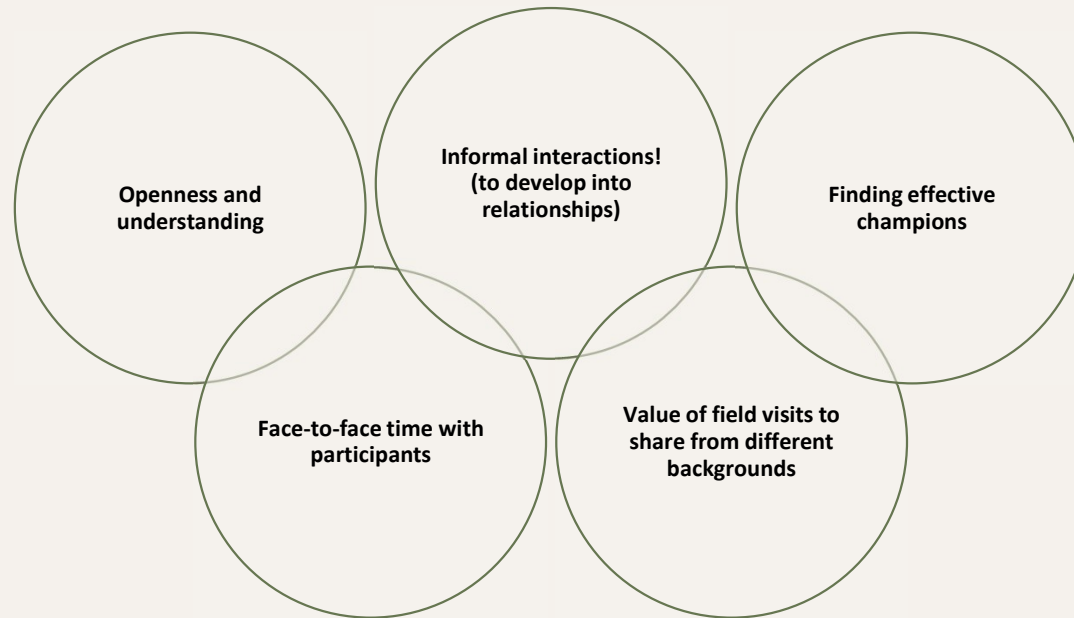 Openness and
understanding
Informal interactions!
(to develop into
relationships)
Finding effective
champions
Face-to-face time with
participants
Value of field visits to
share from different
backgrounds